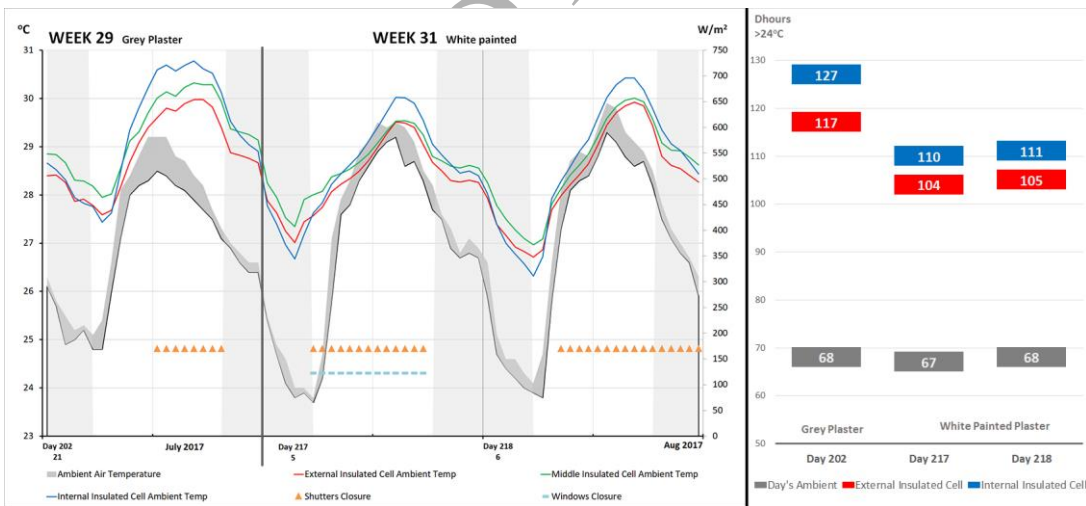 °C
WEEK 29 Grey Plaster
WEEK 31 White painted
W/m²
31
30
29
28
27
26
25
24
23
750
700
650
600
550
500
450
400
350
300
250
200
150
100
50
0
Day 202
21
July 2017
Day 217
5
Day 218
6
Aug 2017
Ambient Air Temperature
External Insulated Cell Ambient Temp
Middle Insulated Cell Ambient Temp
Internal Insulated Cell Ambient Temp
Shutters Closure
Windows Closure
Dhours
>24°C
130
120
110
100
90
80
70
60
50
127
117
110
104
111
105
68
67
68
Grey Plaster
White Painted Plaster
Day 202
Day 217
Day 218
Day's Ambient
External Insulated Cell
Internal Insulated Cell